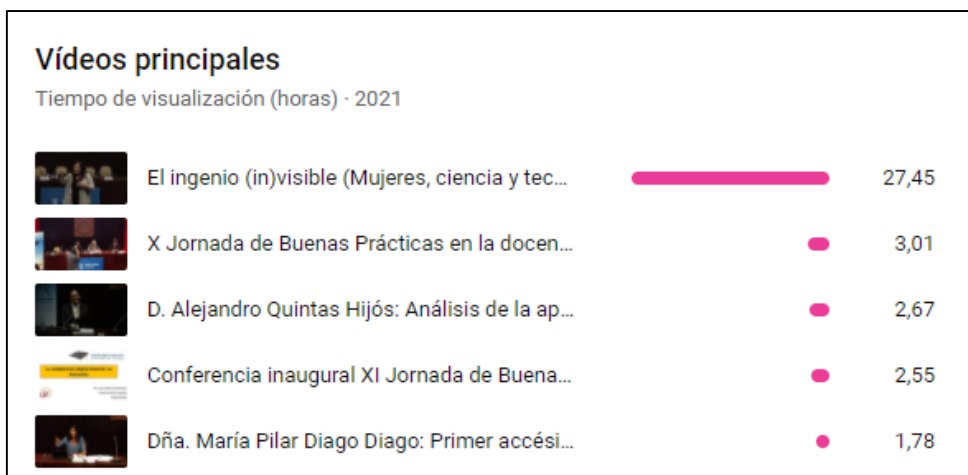 Vídeos principales
Tiempo de visualización (horas) · 2021
El ingenio (in)visible (Mujeres, ciencia y tec... 27,45
X Jornada de Buenas Prácticas en la docen... 3,01
D. Alejandro Quintas Hijós: Análisis de la ap... 2,67
Conferencia inaugural XI Jornada de Buena... 2,55
Dña. María Pilar Diago Diago: Primer accési... 1,78